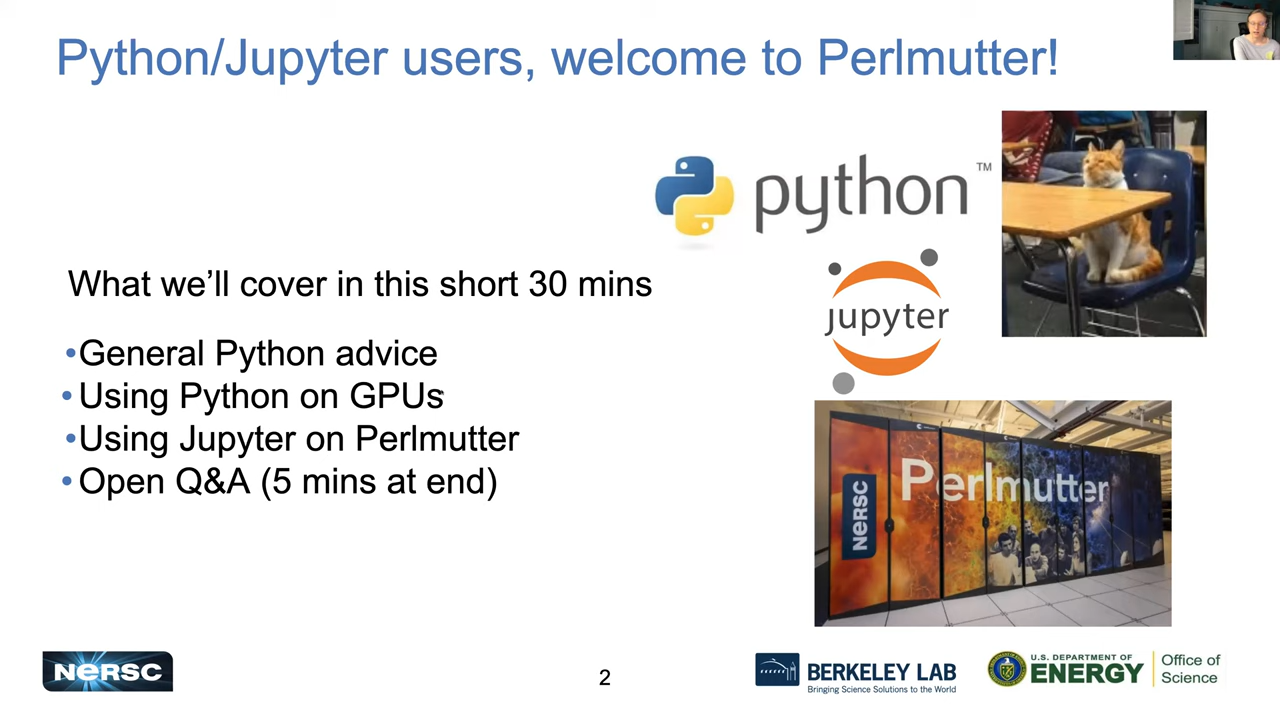 Python/Jupyter users, welcome to Perlmutter!
python™
What we’ll cover in this short 30 mins
jupyter
•General Python advice
•Using Python on GPUs
•Using Jupyter on Perlmutter
•Open Q&A (5 mins at end)
Perlmutter
NERSC
NERSC
2
BERKELEY LAB
Bringing Science Solutions to the World
U.S. DEPARTMENT OF
ENERGY
Office of
Science